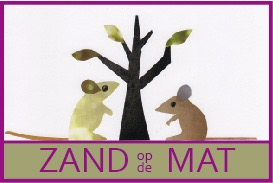 ZAND op de MAT